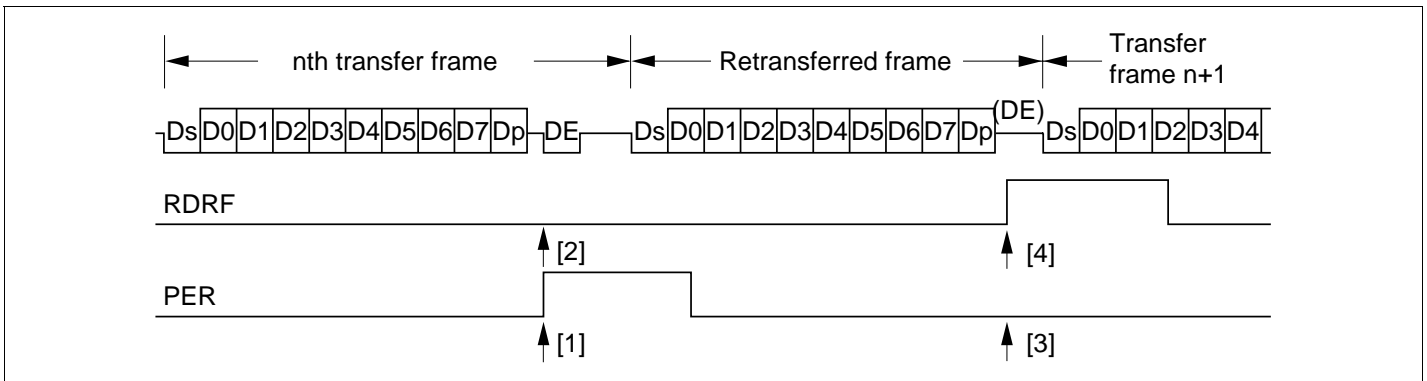 nth transfer frame Retransferred frame Transfer
frame n+1
(DE)
Ds D0 D1 D2 D3 D4 D5 D6 D7 Dp DE Ds D0 D1 D2 D3 D4 D5 D6 D7 Dp Ds D0 D1 D2 D3 D4
RDRF
[2] [4]
PER
[1] [3]